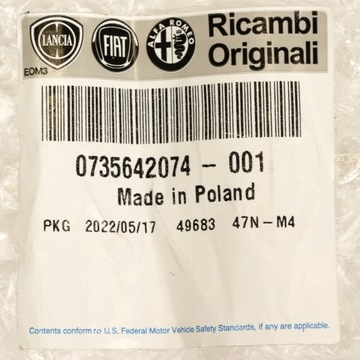 LANCIA FIAT ALFA ROMEO Ricambi
Originali
EOM3
0735642074 - 001
Made in Poland
PKG 2022/05/17 49683 47N-M4
Contents conform to U.S. Federal Motor Vehicle Safety Standards, if any such are applicable